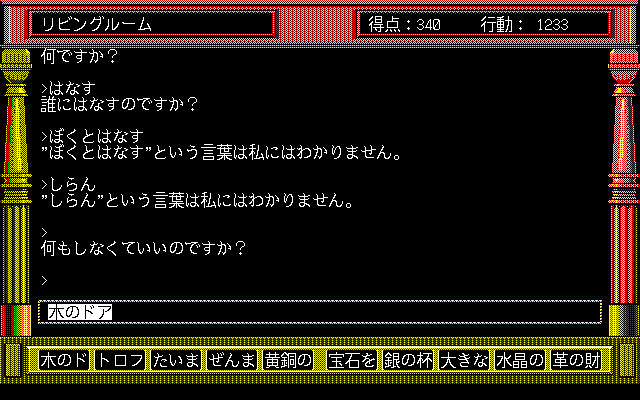 リビングルーム
得点：340 行動： 1233
何ですか？
>はなす
誰にはなすのですか？
>ぼくとはなす
”ぼくとはなす”という言葉は私にはわかりません。
>しらん
”しらん”という言葉は私にはわかりません。
>
何もしなくていいのですか？
>
木のドア
木のド トロフ たいま ぜんま 黄銅の 宝石を 銀の杯 大きな 水晶の 革の財